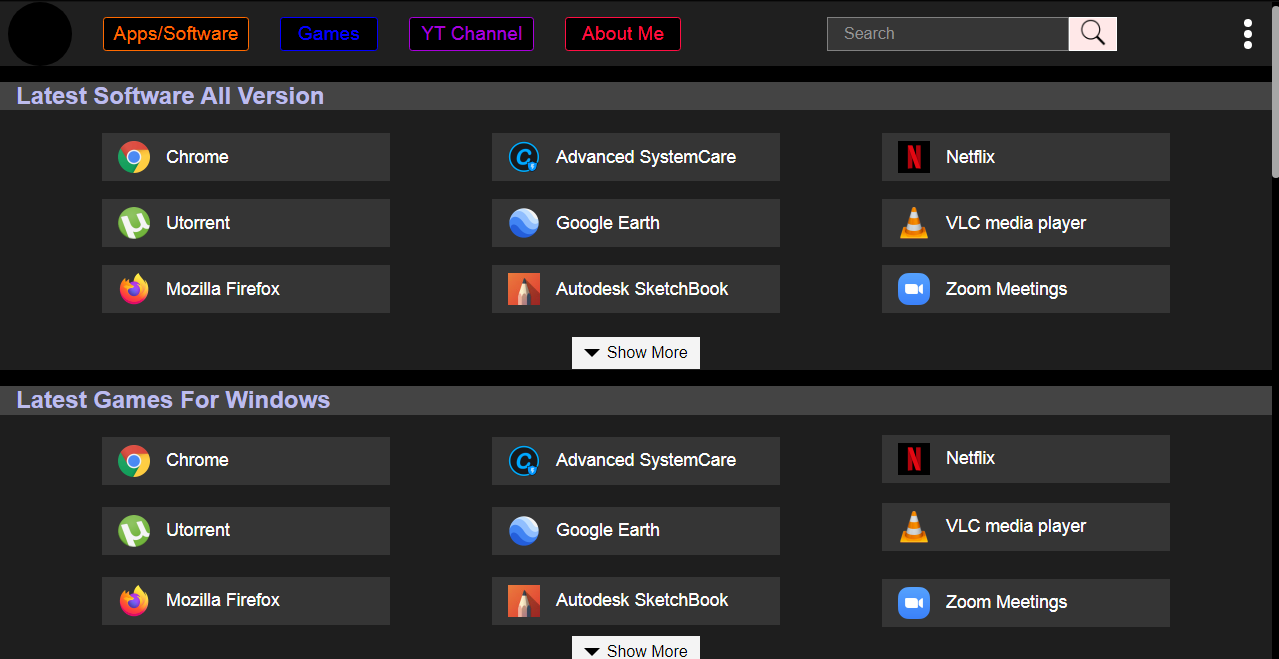 Apps/Software Games YT Channel About Me Search
Latest Software All Version
Chrome Advanced SystemCare Netflix
Utorrent Google Earth VLC media player
Mozilla Firefox Autodesk SketchBook Zoom Meetings
Show More
Latest Games For Windows
Chrome Advanced SystemCare Netflix
Utorrent Google Earth VLC media player
Mozilla Firefox Autodesk SketchBook Zoom Meetings
Show More